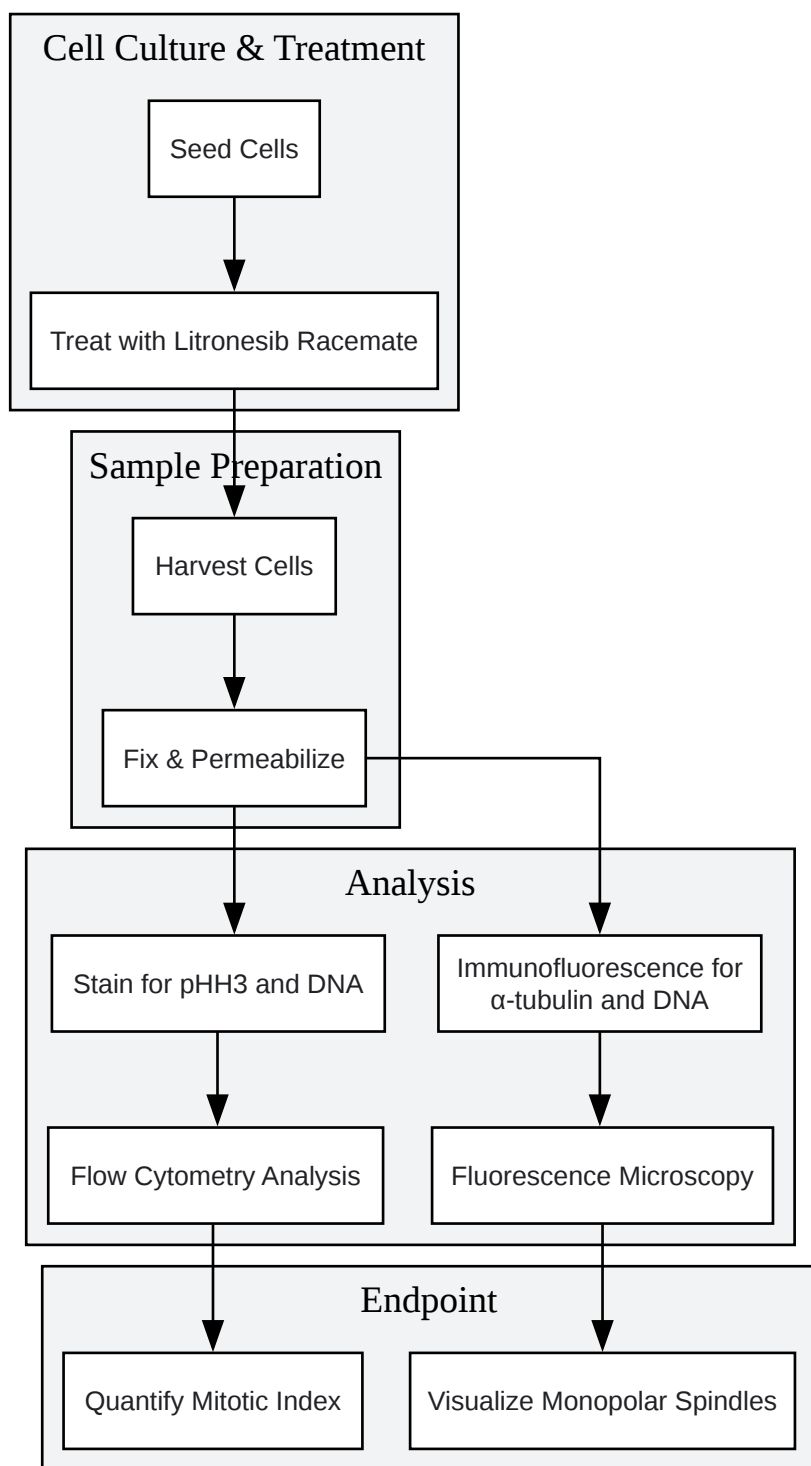 Cell Culture & Treatment
Seed Cells
Treat with Litronesib Racemate
Sample Preparation
Harvest Cells
Fix & Permeabilize
Analysis
Stain for pHH3 and DNA
Immunofluorescence for
α-tubulin and DNA
Flow Cytometry Analysis
Fluorescence Microscopy
Endpoint
Quantify Mitotic Index
Visualize Monopolar Spindles